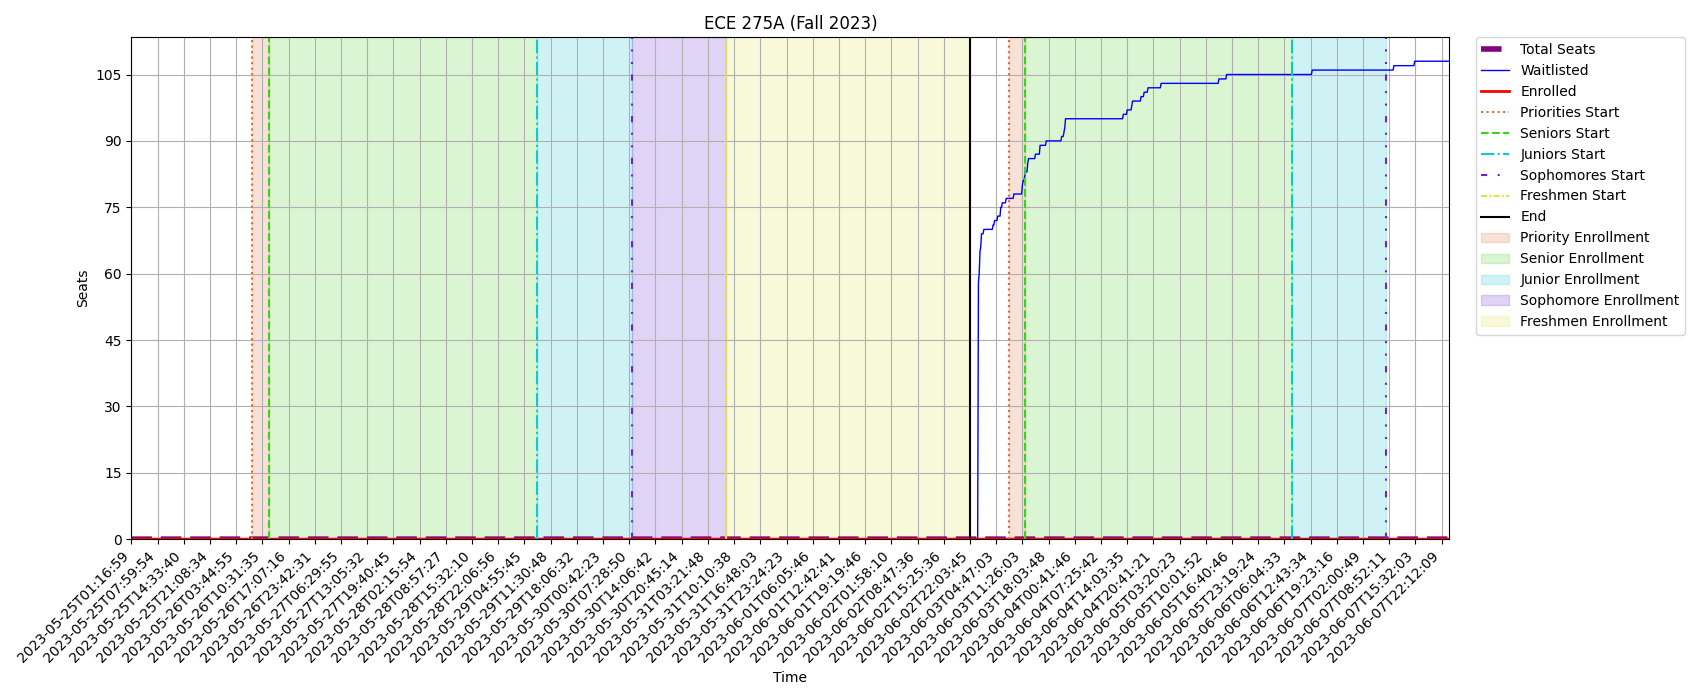 ECE 275A (Fall 2023)
105
90
75
60
45
30
15
0
Seats
2023-05-25T01:16:59
2023-05-25T07:59:54
2023-05-25T14:33:40
2023-05-25T21:08:34
2023-05-26T03:44:55
2023-05-26T10:31:35
2023-05-26T17:07:16
2023-05-26T23:42:31
2023-05-27T06:29:55
2023-05-27T13:05:32
2023-05-27T19:40:45
2023-05-28T02:15:54
2023-05-28T08:57:27
2023-05-28T15:32:10
2023-05-28T22:06:56
2023-05-29T04:55:45
2023-05-29T11:30:48
2023-05-29T18:06:32
2023-05-30T00:42:23
2023-05-30T07:28:50
2023-05-30T14:06:42
2023-05-30T20:45:14
2023-05-31T03:21:48
2023-05-31T10:10:38
2023-05-31T16:48:03
2023-05-31T23:24:23
2023-06-01T06:05:46
2023-06-01T12:42:41
2023-06-01T19:19:46
2023-06-02T01:58:10
2023-06-02T08:47:36
2023-06-02T15:25:36
2023-06-02T22:03:45
2023-06-03T04:47:03
2023-06-03T11:26:03
2023-06-03T18:03:48
2023-06-04T00:41:46
2023-06-04T07:25:42
2023-06-04T14:03:35
2023-06-04T20:41:21
2023-06-05T03:20:23
2023-06-05T10:01:52
2023-06-05T16:40:46
2023-06-05T23:19:24
2023-06-06T06:04:33
2023-06-06T12:43:34
2023-06-06T19:23:16
2023-06-07T02:00:49
2023-06-07T08:52:11
2023-06-07T15:32:03
2023-06-07T22:12:09
Time
Total Seats
Waitlisted
Enrolled
Priorities Start
Seniors Start
Juniors Start
Sophomores Start
Freshmen Start
End
Priority Enrollment
Senior Enrollment
Junior Enrollment
Sophomore Enrollment
Freshmen Enrollment